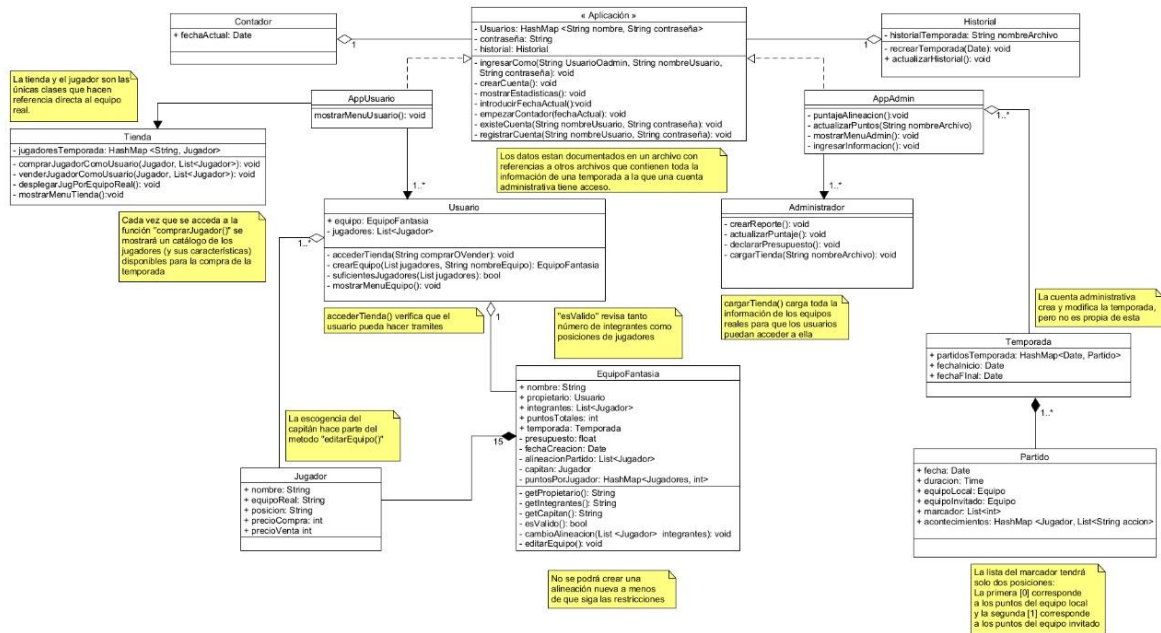 Contador
+ fechaActual: Date
1
« Aplicación »
- Usuarios: HashMap <String nombre, String contraseña>
- contraseña: String
- historial: Historial
- ingresarComo(String UsuarioOadmin, String nombreUsuario,
String contraseña): void
- crearCuenta(): void
- mostrarEstadisticas(): void
- introducirFechaActual():void
- empezarContador(fechaActual): void
- existeCuenta(String nombreUsuario, String contraseña): void
- registrarCuenta(String nombreUsuario, String contraseña): void
1
Historial
- historialTemporada: String nombreArchivo
- recrearTemporada(Date): void
+ actualizarHistorial(): void
La tienda y el jugador son las
únicas clases que hacen
referencia directa al equipo
real.
AppUsuario
mostrarMenuUsuario(): void
AppAdmin
- puntajeAlineacion():void
- actualizarPuntos(String nombreArchivo)
- mostrarMenuAdmin(): void
- ingresarInformacion(): void
1..*
Tienda
- jugadoresTemporada: HashMap <String, Jugador>
- comprarJugadorComoUsuario(Jugador, List<Jugador>): void
- venderJugadorComoUsuario(Jugador, List<Jugador>): void
- desplegarJugPorEquipoReal(): void
- mostrarMenuTienda():void
Los datos estan documentados en un archivo con
referencias a otros archivos que contienen toda la
información de una temporada a la que una cuenta
administrativa tiene acceso.
1..*
1..*
Cada vez que se acceda a la
función "comprarJugador()" se
mostrará un catálogo de los
jugadores (y sus características)
disponibles para la compra de la
temporada
Usuario
+ equipo: EquipoFantasia
- jugadores: List<Jugador>
- accederTienda(String comprarOVender): void
- crearEquipo(List jugadores, String nombreEquipo): EquipoFantasia
- suficientesJugadores(List jugadores): bool
- mostrarMenuEquipo(): void
1..*
1
Administrador
- crearReporte(): void
- actualizarPuntaje(): void
- declararPresupuesto(): void
- cargarTienda(String nombreArchivo): void
accederTienda() verifica que el
usuario pueda hacer tramites
"esValido" revisa tanto
número de integrantes como
posiciones de jugadores
cargarTienda() carga toda la
información de los equipos
reales para que los usuarios
puedan acceder a ella
La cuenta administrativa
crea y modifica la temporada,
pero no es propia de esta
Temporada
+ partidosTemporada: HashMap<Date, Partido>
+ fechaInicio: Date
+ fechaFInal: Date
1..*
EquipoFantasia
+ nombre: String
+ propietario: Usuario
+ integrantes: List<Jugador>
+ puntosTotales: int
+ temporada: Temporada
- presupuesto: float
- fechaCreacion: Date
- alineacionPartido: List<Jugador>
- capitan: Jugador
- puntosPorJugador: HashMap<Jugadores, int>
- getPropietario(): String
- getIntegrantes(): String
- getCapitan(): String
- esValido(): bool
- cambioAlineacion(List <Jugador> integrantes): void
- editarEquipo(): void
15
La escogencia del
capitán hace parte del
metodo "editarEquipo()"
Jugador
+ nombre: String
+ equipoReal: String
+ posicion: String
+ precioCompra: int
+ precioVenta int
Partido
+ fecha: Date
+ duracion: Time
+ equipoLocal: Equipo
+ equipoInvitado: Equipo
+ marcador: List<int>
+ acontecimientos: HashMap <Jugador, List<String accion>
No se podrá crear una
alineación nueva a menos
de que siga las restricciones
La lista del marcador tendrá
solo dos posiciones:
La primera [0] corresponde
a los puntos del equipo local
y la segunda [1] corresponde
a los puntos del equipo invitado